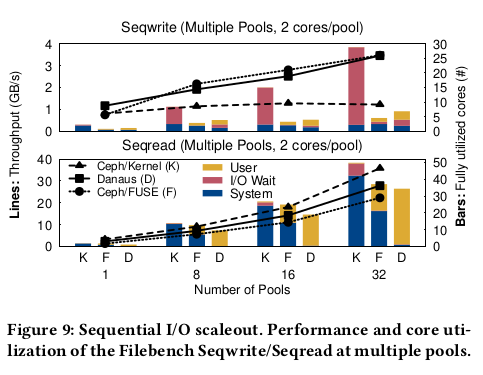 Seqwrite (Multiple Pools, 2 cores/pool)
4
3
2
1
0
30
25
20
15
10
5
0
Seqread (Multiple Pools, 2 cores/pool)
40
30
20
10
0
50
40
30
20
10
0
Lines: Throughput (GB/s)
Bars: Fully utilized cores (#)
Ceph/Kernel (K)
Danaus (D)
Ceph/FUSE (F)
User
I/O Wait
System
K F D K F D K F D K F D
1 8 16 32
Number of Pools
Figure 9: Sequential I/O scaleout. Performance and core uti-
lization of the Filebench Seqwrite/Seqread at multiple pools.